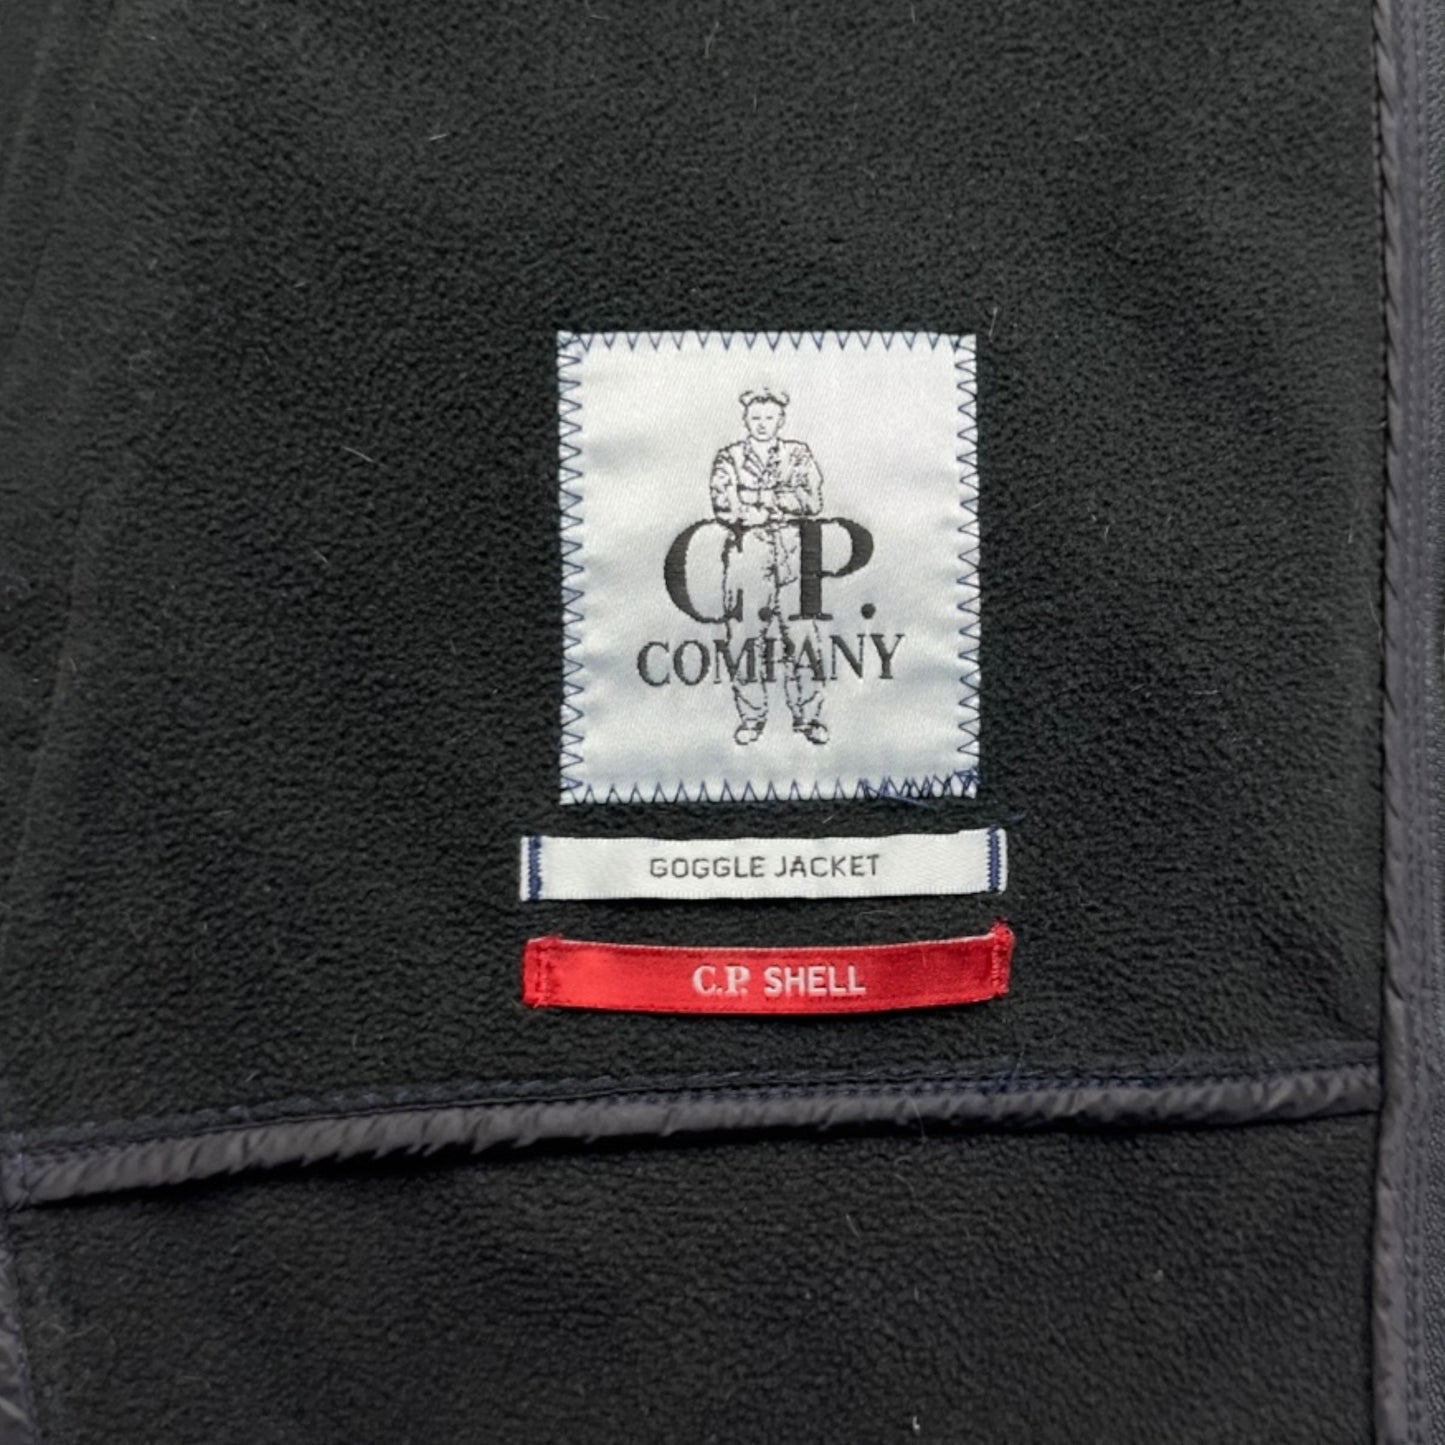 C.P.
COMPANY
GOGGLE JACKET
C.P. SHELL